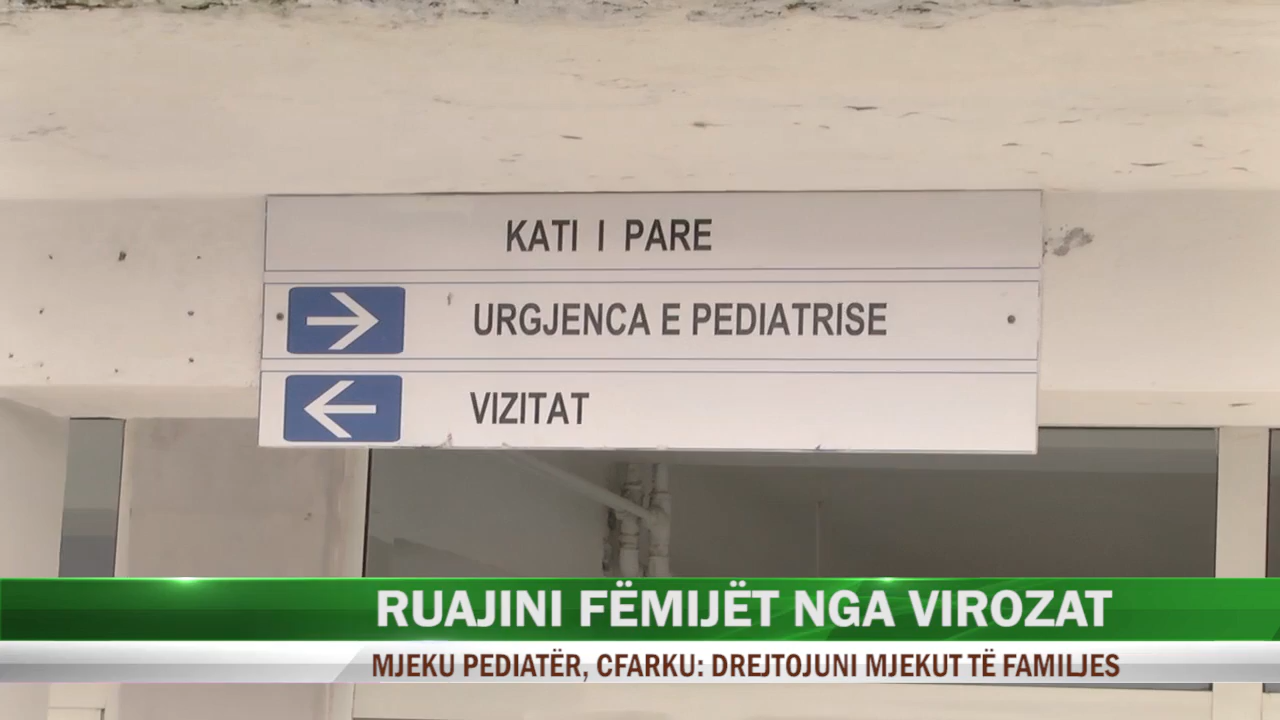 KATI I PARE
URGJENCA E PEDIATRISE
VIZITAT
RUAJINI FËMIJËT NGA VIROZAT
MJEKU PEDIATËR, CFARKU: DREJTOJUNI MJEKUT TË FAMILJES